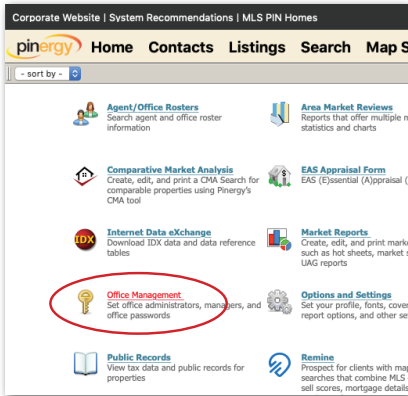 Corporate Website | System Recommendations | MLS PIN Homes
pinergy Home Contacts Listings Search Map S
- sort by -
Agent/Office Rosters
Search agent and office roster
information
Area Market Reviews
Reports that offer multiple m
statistics and charts
Comparative Market Analysis
Create, edit, and print a CMA Search for
comparable properties using Pinergy's
CMA tool
EAS Appraisal Form
EAS (E)ssential (A)ppraisal (
IDX
Internet Data eXchange
Download IDX data and data reference
tables
Market Reports
Create, edit, and print marke
such as hot sheets, market s
UAG reports
Office Management
Set office administrators, managers, and
office passwords
Options and Settings
Set your profile, fonts, cover
report options, and other se
Public Records
View tax data and public records for
properties
Remine
Prospect for clients with map
searches that combine MLS
sell scores, mortgage details